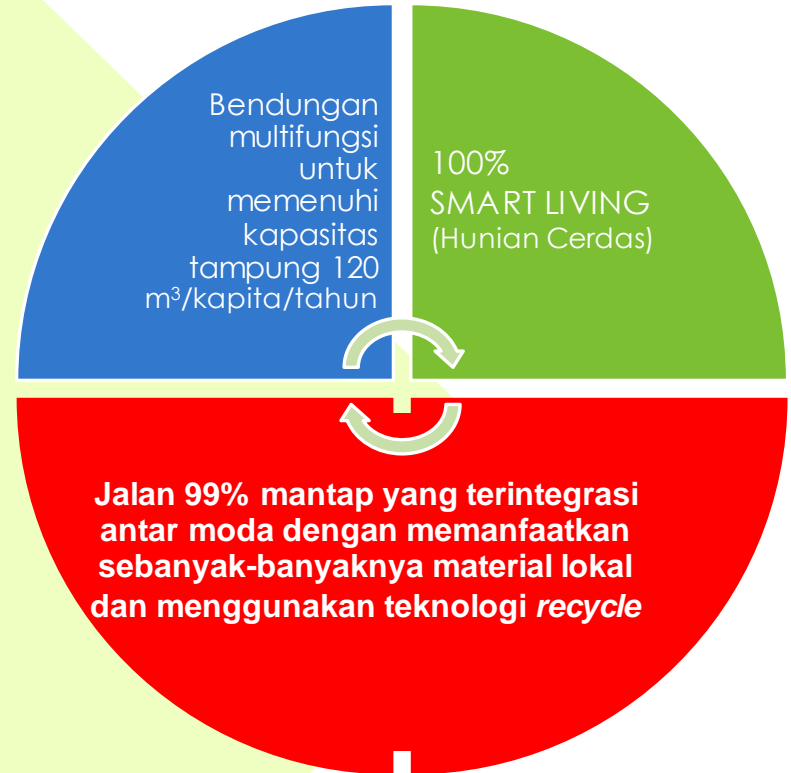 Bendungan
multifungsi
untuk
memenuhi
kapasitas
tampung 120
m³/kapita/tahun
100%
SMART LIVING
(Hunian Cerdas)
Jalan 99% mantap yang terintegrasi
antar moda dengan memanfaatkan
sebanyak-banyaknya material lokal
dan menggunakan teknologi recycle